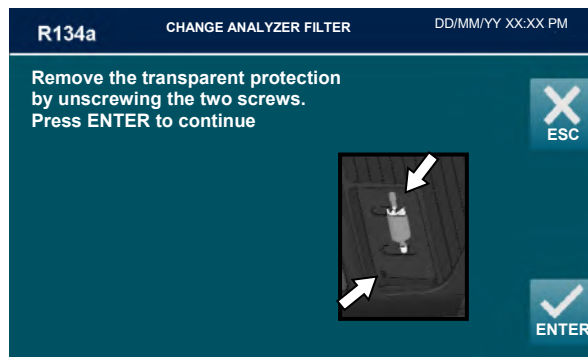 R134a CHANGE ANALYZER FILTER DD/MM/YY XX:XX PM
Remove the transparent protection
by unscrewing the two screws.
Press ENTER to continue
ESC
ENTER